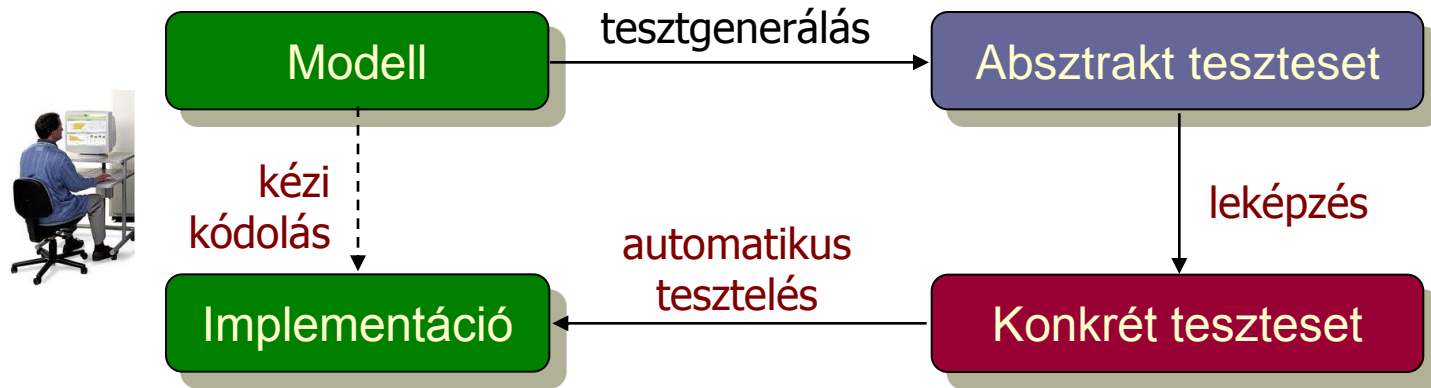 Modell
tesztgenerálás
Absztrakt teszteset
kézi
kódolás
leképzés
automatikus
tesztelés
Implementáció
Konkrét teszteset